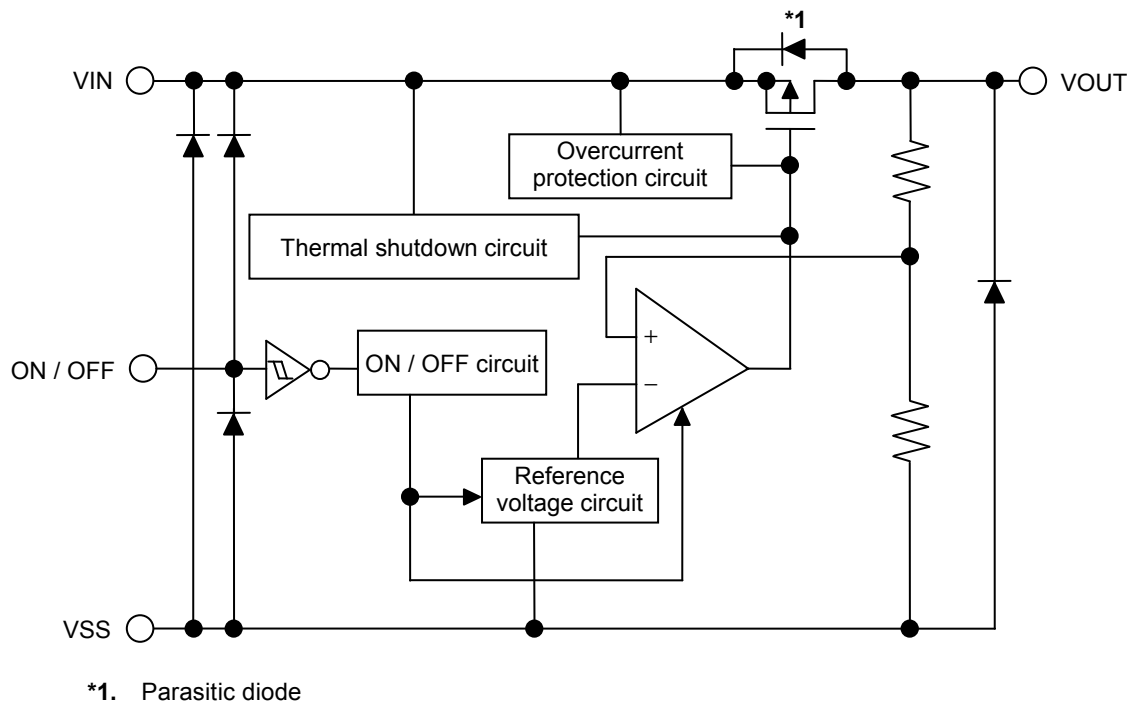 *1
VIN
VOUT
Overcurrent
protection circuit
Thermal shutdown circuit
+
−
ON / OFF
ON / OFF circuit
Reference
voltage circuit
VSS
*1. Parasitic diode